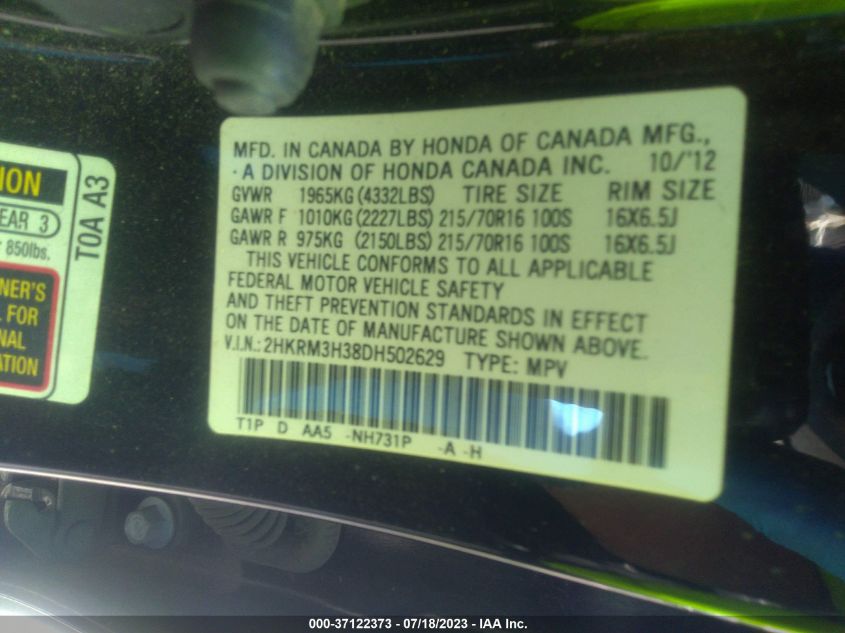 ION
EAR 3
850lbs.
NER'S
L FOR
NAL
ATION
T0A A3
MFD. IN CANADA BY HONDA OF CANADA MFG.,
A DIVISION OF HONDA CANADA INC. 10/'12
GVWR 1965KG (4332LBS) TIRE SIZE RIM SIZE
GAWR F 1010KG (2227LBS) 215/70R16 100S 16X6.5J
GAWR R 975KG (2150LBS) 215/70R16 100S 16X6.5J
THIS VEHICLE CONFORMS TO ALL APPLICABLE
FEDERAL MOTOR VEHICLE SAFETY
AND THEFT PREVENTION STANDARDS IN EFFECT
ON THE DATE OF MANUFACTURE SHOWN ABOVE.
V.I.N.: 2HKRM3H38DH502629 TYPE: MPV
T1P D AA5 -NH731P -A -H
000-37122373 - 07/18/2023 - IAA Inc.